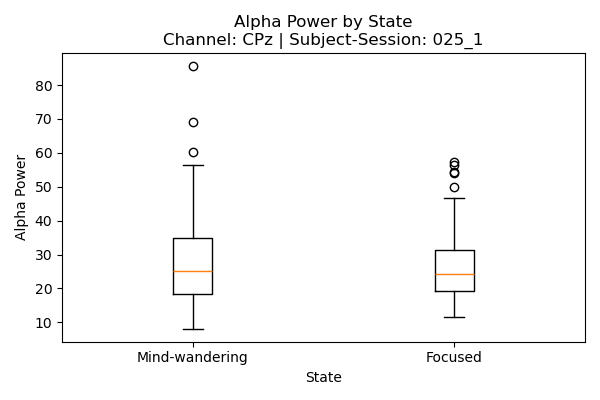 Alpha Power by State
Channel: CPz | Subject-Session: 025_1
Alpha Power
80
70
60
50
40
30
20
10
Mind-wandering
Focused
State